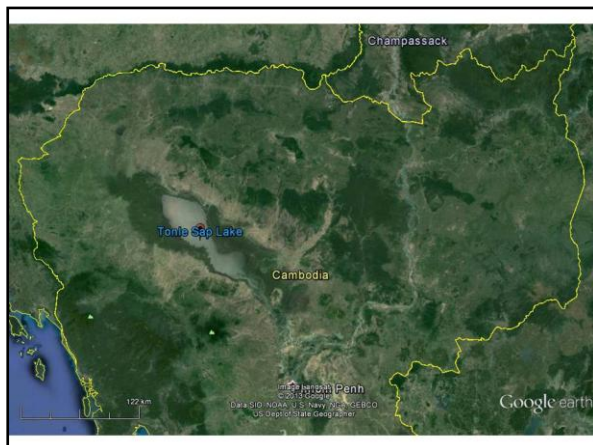 Champassack
Tonle Sap Lake
Cambodia
Penh
© 2013 Google
Data SIO, NOAA, U.S. Navy, NGA, GEBCO
US Dept of State Geographer
122 km
Google earth